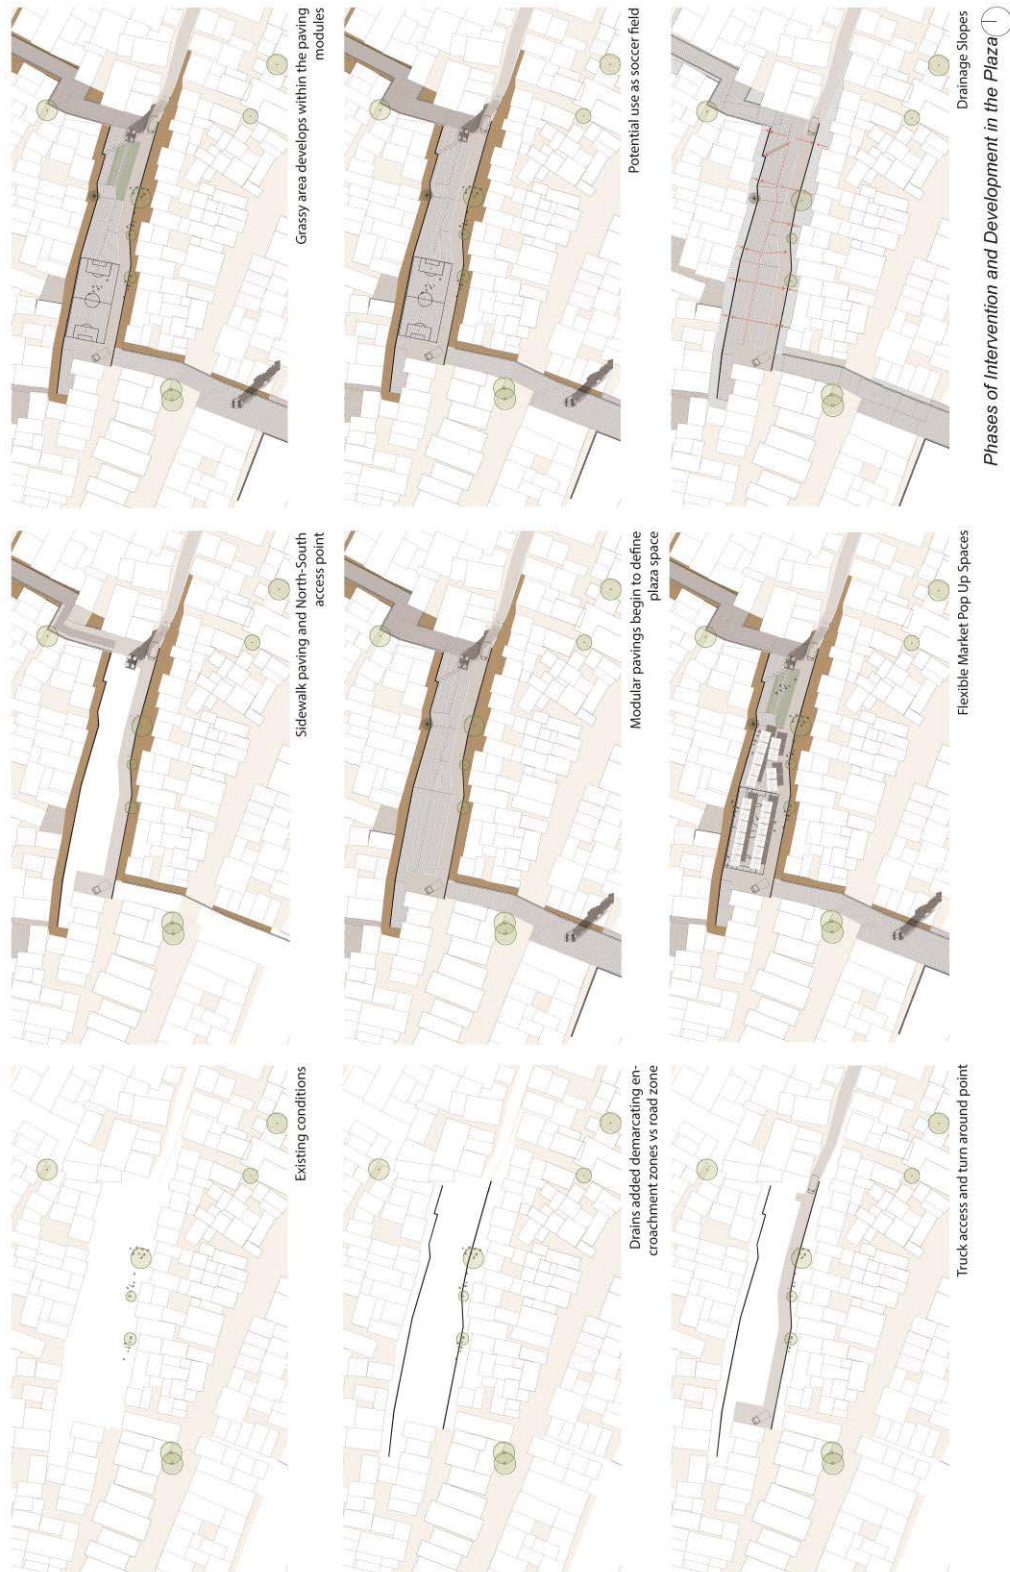 Existing conditions
Sidewalk paving and North-South
access point
Grassy area develops within the paving
modules
Drains added demarcating en-
croachment zones vs road zone
Modular pavings begin to define
plaza space
Potential use as soccer field
Truck access and turn around point
Flexible Market Pop Up Spaces
Drainage Slopes
Phases of Intervention and Development in the Plaza